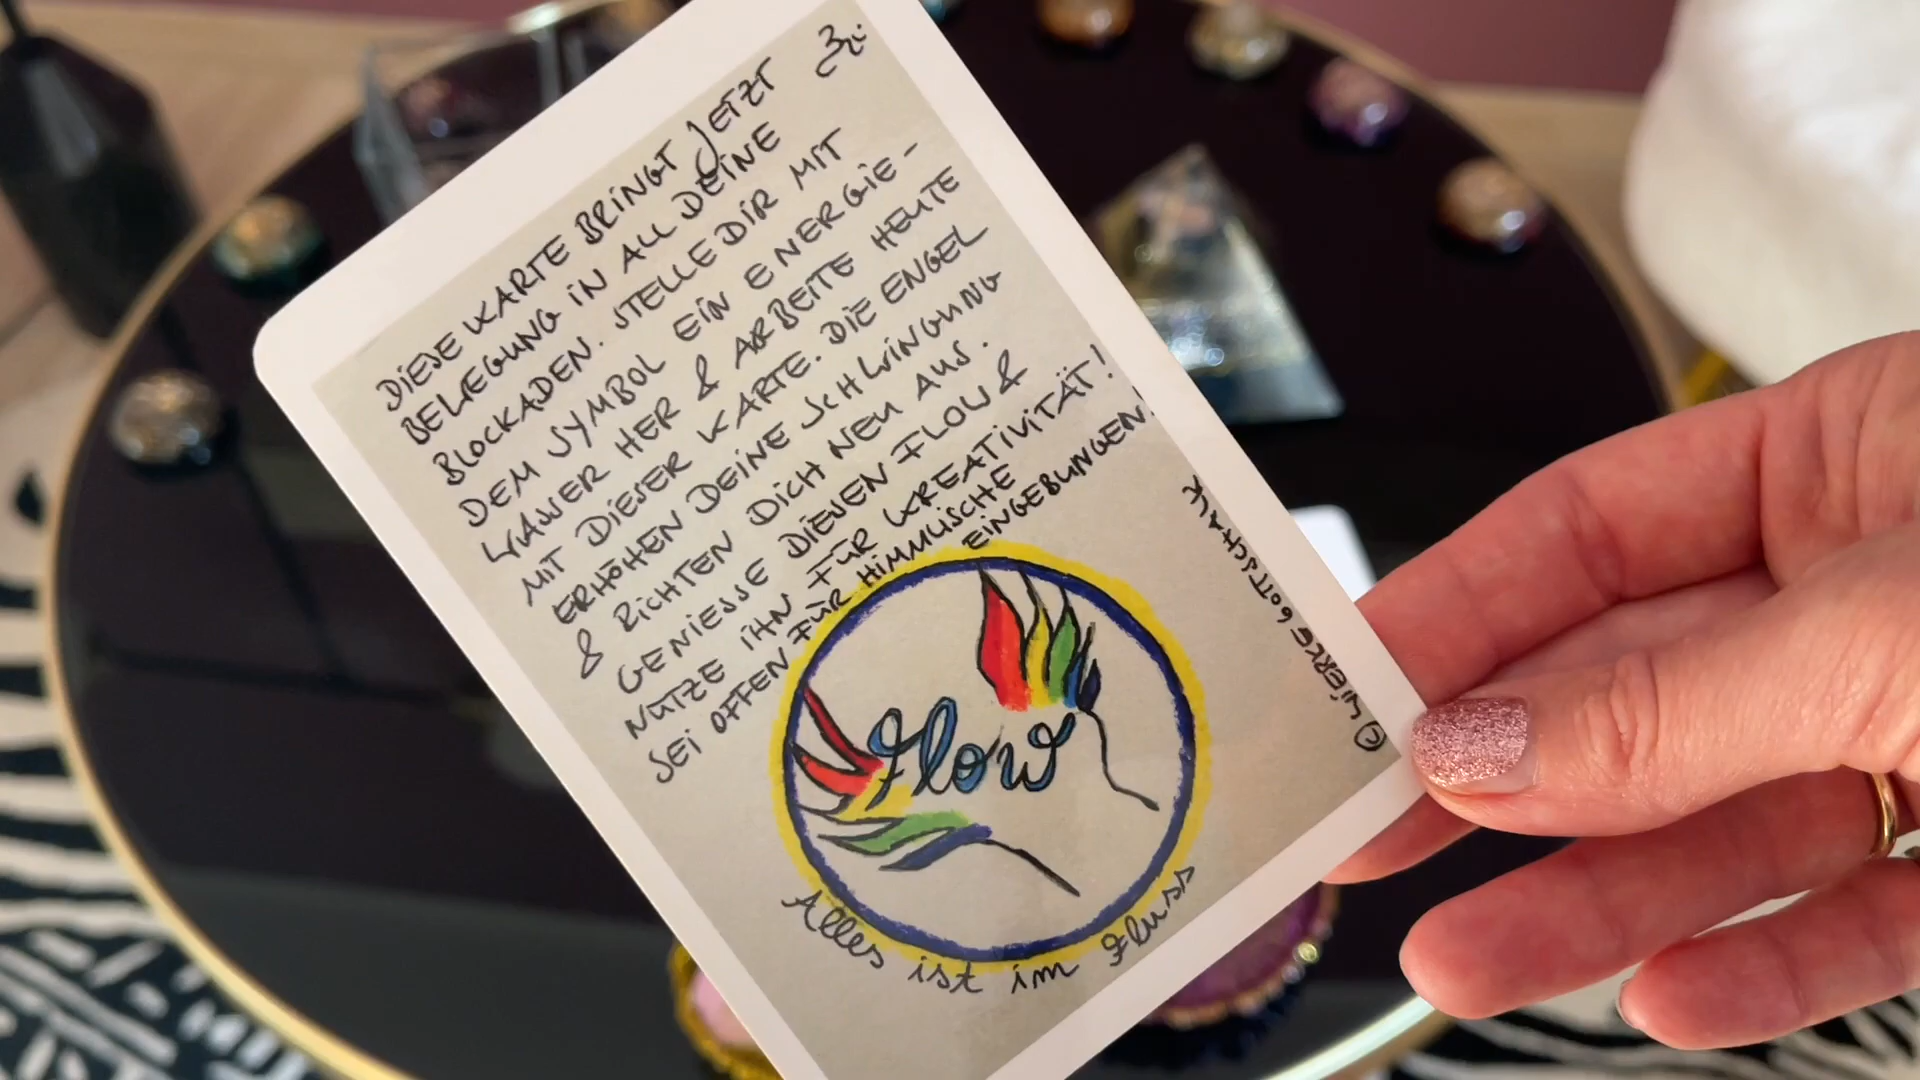 DIESE KARTE BRINGT JETZT
BEWEGUNG IN ALL DEINE
BLOCKADEN. STELLE DIR MIT
DEM SYMBOL EIN ENERGIE-
WASSER HER & ARBEITE HEUTE
MIT DIESER KARTE. DIE ENGEL
ERHÖHEN DEINE SCHWINGUNG
& RICHTEN DICH NEU AUS.
GENIESSE DIESEN FLOW &
NUTZE IHN FÜR KREATIVITÄT!
SEI OFFEN FÜR HIMMLISCHE
EINGEBUNGEN!
Flow
Alles ist im Fluss
© WIEBKE GOTTSCHALK